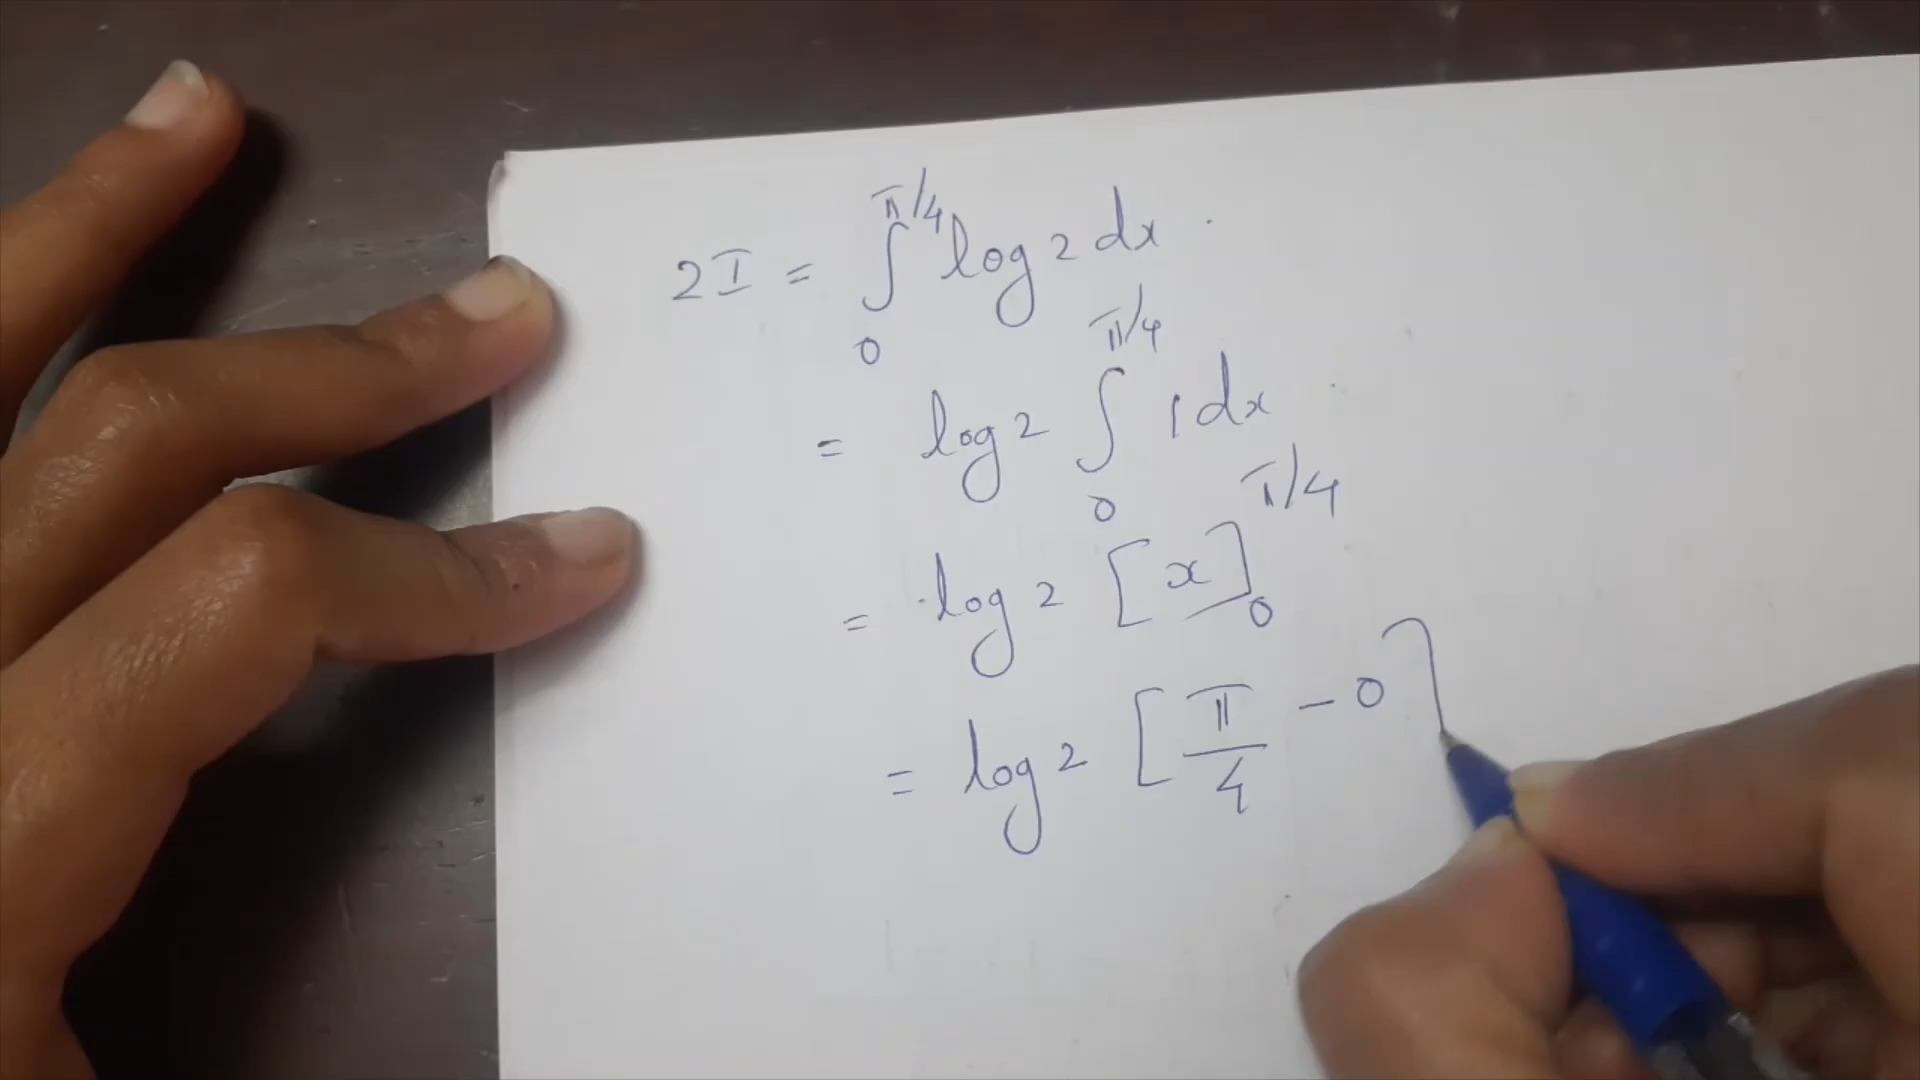 2I = ∫₀^π/4 log 2 dx
= log 2 ∫₀^π/4 1 dx
= log 2 [x]₀^π/4
= log 2 [π/4 − 0]